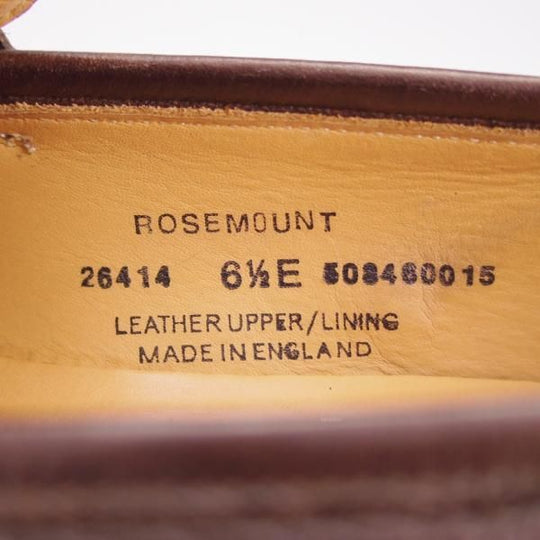 ROSEMOUNT
26414 6½E 508460015
LEATHER UPPER/LINING
MADE IN ENGLAND